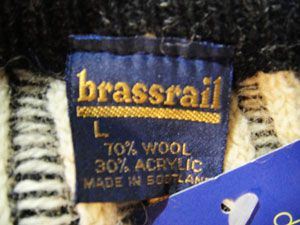 brassrail
L
70% WOOL
30% ACRYLIC
MADE IN SCOTLAND